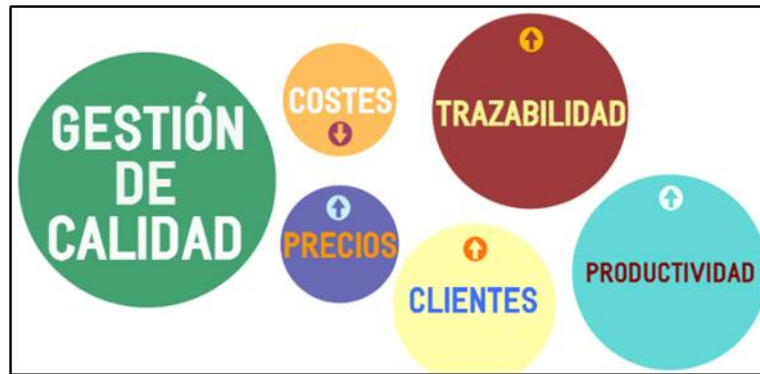 GESTIÓN
DE
CALIDAD
COSTES
PRECIOS
TRAZABILIDAD
CLIENTES
PRODUCTIVIDAD